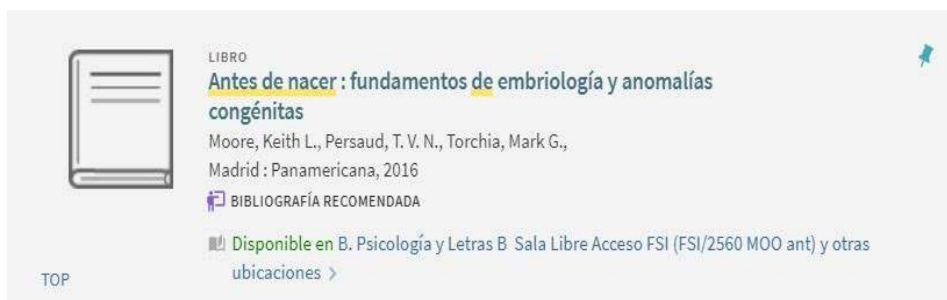 LIBRO
Antes de nacer : fundamentos de embriología y anomalías
congénitas
Moore, Keith L., Persaud, T. V. N., Torchia, Mark G.,
Madrid : Panamericana, 2016
BIBLIOGRAFÍA RECOMENDADA
Disponible en B. Psicología y Letras B Sala Libre Acceso FSI (FSI/2560 MOO ant) y otras
ubicaciones >
TOP